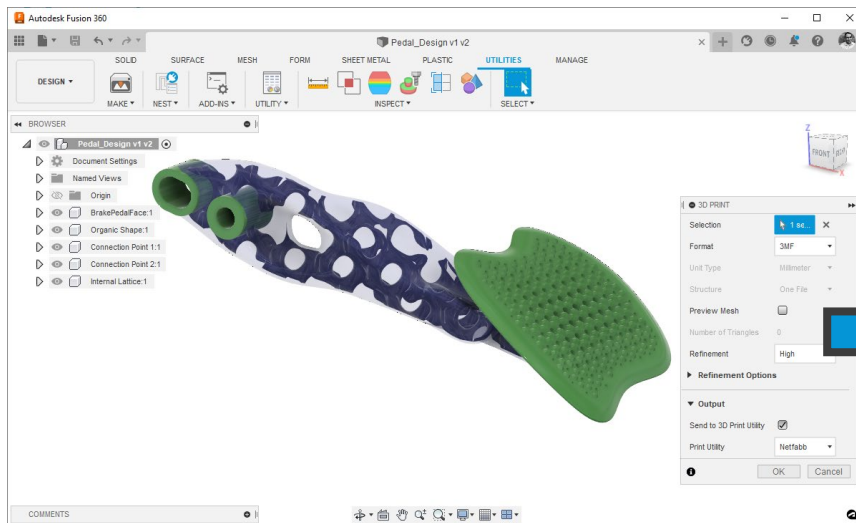 Autodesk Fusion 360
Pedal_Design v1 v2
SOLID SURFACE MESH FORM SHEET METAL PLASTIC UTILITIES MANAGE
DESIGN
MAKE NEST ADD-INS UTILITY INSPECT SELECT
BROWSER
Pedal_Design v1 v2
Document Settings
Named Views
Origin
BrakePedalFace:1
Organic Shape:1
Connection Point 1:1
Connection Point 2:1
Internal Lattice:1
Z
FRONT
X
3D PRINT
Selection 1 se...
Format 3MF
Unit Type Millimeter
Structure One File
Preview Mesh
Number of Triangles 0
Refinement High
Refinement Options
Output
Send to 3D Print Utility
Print Utility Netfabb
OK Cancel
COMMENTS